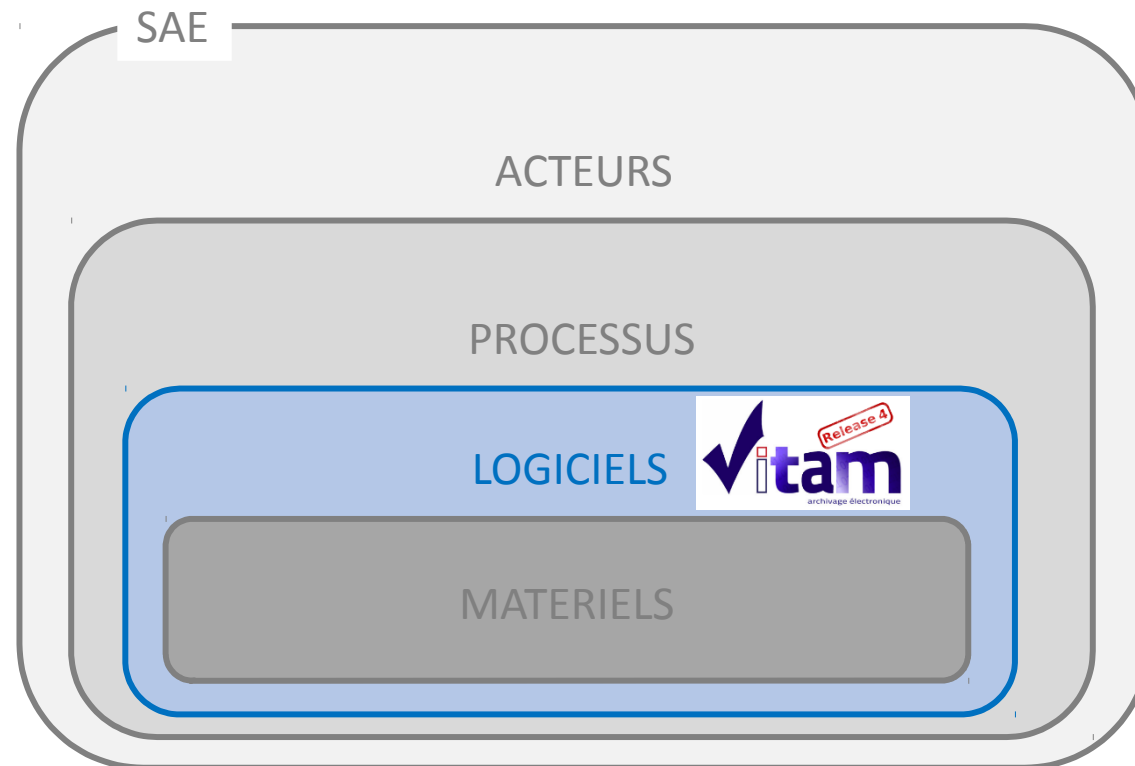 SAE
ACTEURS
PROCESSUS
LOGICIELS
Release 4
Vitam
archivage électronique
MATERIELS